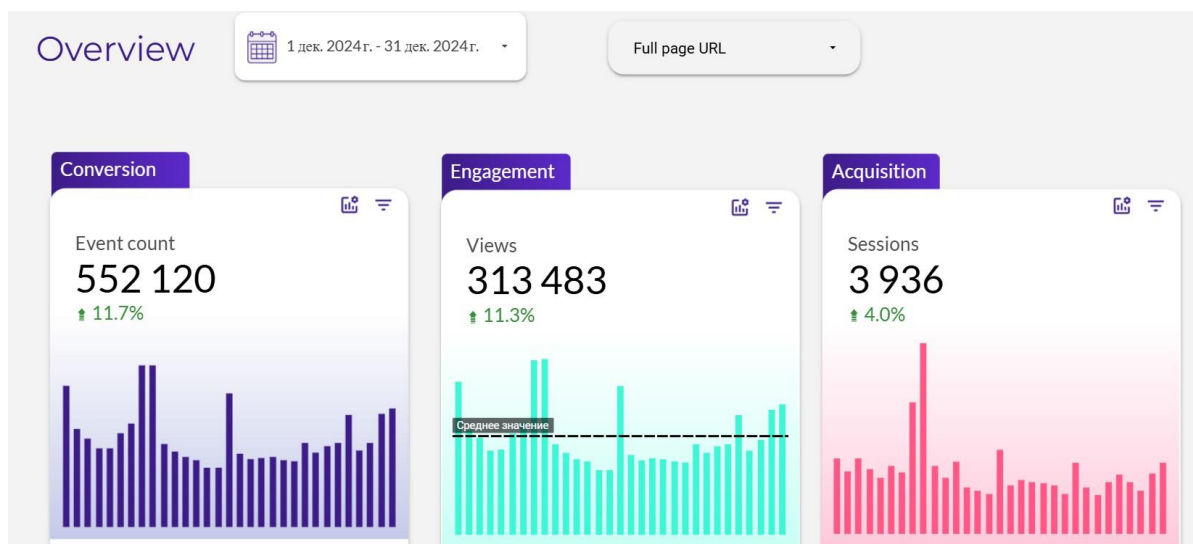 Overview
1 дек. 2024 г. - 31 дек. 2024 г.
Full page URL
Conversion
Event count
552 120
11.7%
Engagement
Views
313 483
11.3%
Среднее значение
Acquisition
Sessions
3 936
4.0%